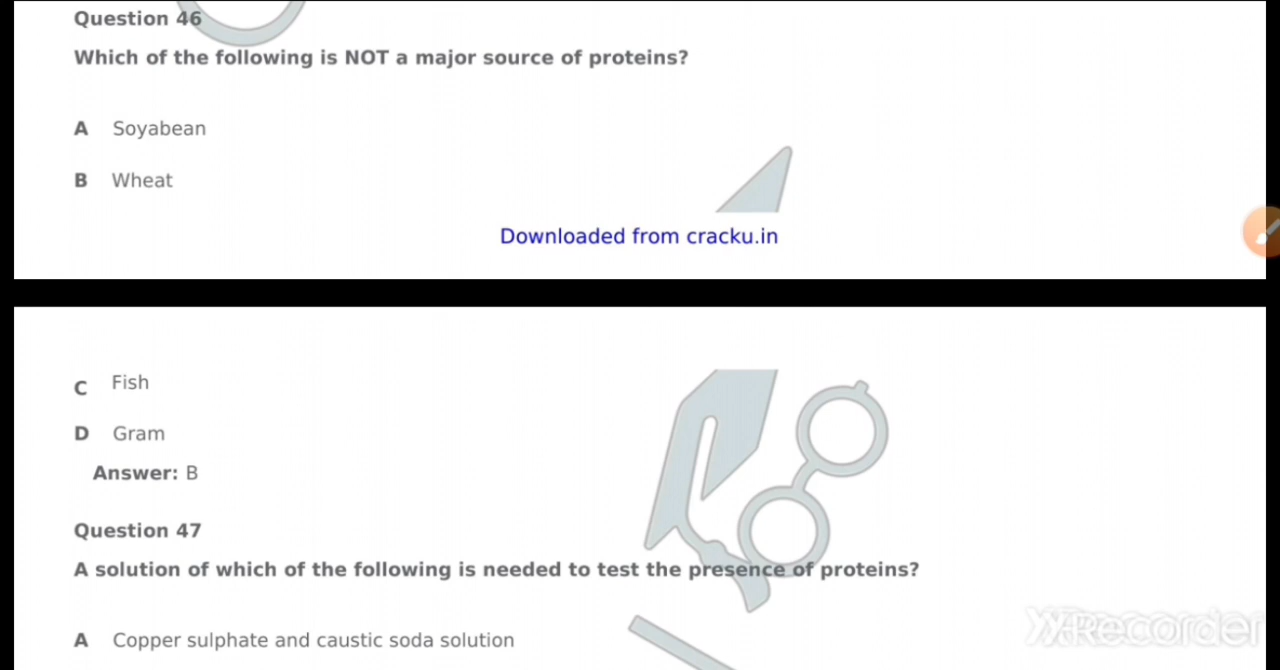 Question 46
Which of the following is NOT a major source of proteins?
A Soyabean
B Wheat
Downloaded from cracku.in
C Fish
D Gram
Answer: B
Question 47
A solution of which of the following is needed to test the presence of proteins?
XRecorder
A Copper sulphate and caustic soda solution